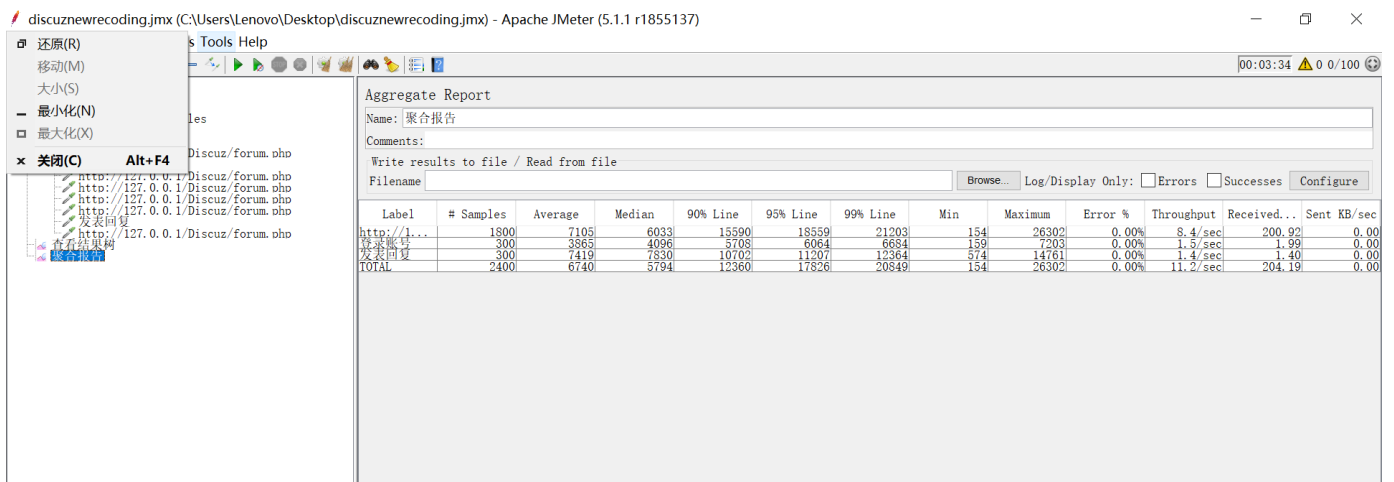 discuznewrecoding.jmx (C:\Users\Lenovo\Desktop\discuznewrecoding.jmx) - Apache JMeter (5.1.1 r1855137)
还原(R)
s Tools Help
移动(M)
00:03:34 0 0/100
大小(S)
最小化(N)
les
最大化(X)
关闭(C) Alt+F4
Discuz/forum.php
http://127.0.0.1/Discuz/forum.php
http://127.0.0.1/Discuz/forum.php
http://127.0.0.1/Discuz/forum.php
http://127.0.0.1/Discuz/forum.php
发表回复
http://127.0.0.1/Discuz/forum.php
查看结果树
聚合报告
Aggregate Report
Name: 聚合报告
Comments:
Write results to file / Read from file
Filename Browse... Log/Display Only: Errors Successes Configure
Label # Samples Average Median 90% Line 95% Line 99% Line Min Maximum Error % Throughput Received... Sent KB/sec
http://1... 1800 7105 6033 15590 18559 21203 154 26302 0.00% 8.4/sec 200.92 0.00
登录账号 300 3865 4096 5708 6064 6684 159 7203 0.00% 1.5/sec 1.99 0.00
发表回复 300 7419 7830 10702 11207 12364 574 14761 0.00% 1.4/sec 1.40 0.00
TOTAL 2400 6740 5794 12360 17826 20849 154 26302 0.00% 11.2/sec 204.19 0.00